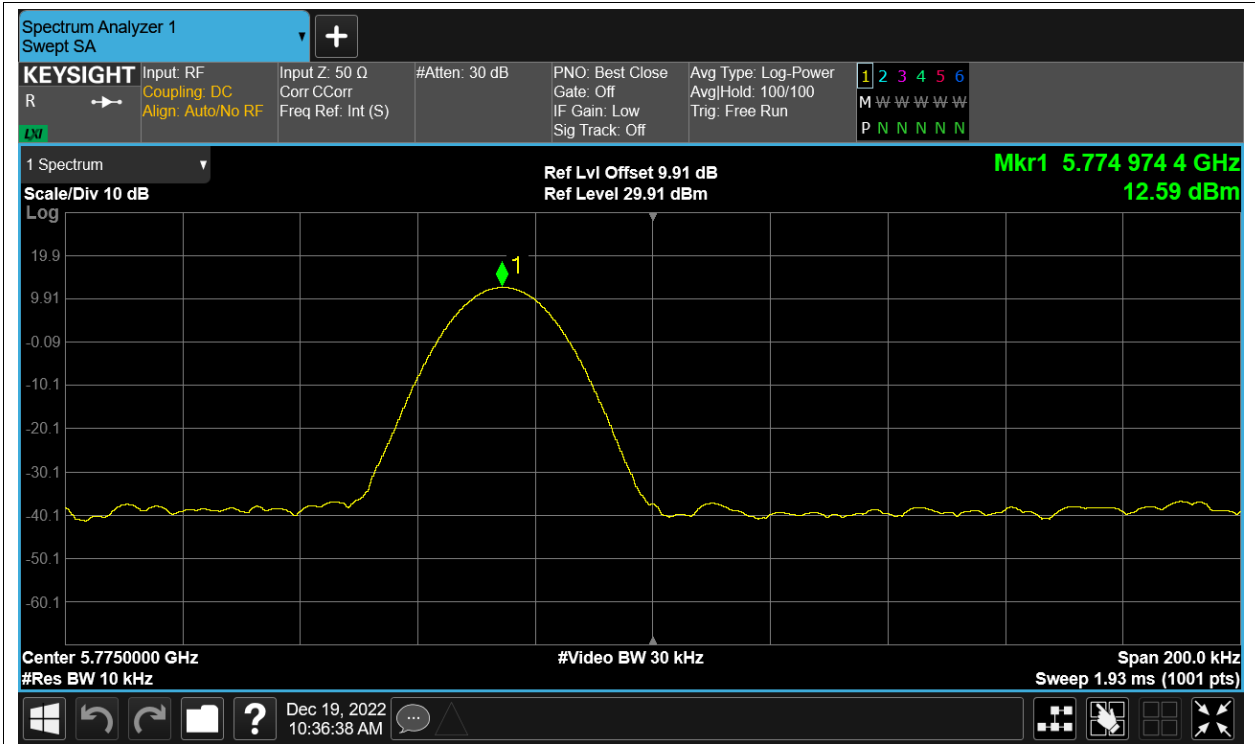 Spectrum Analyzer 1
Swept SA
KEYSIGHT
R
LXI
Input: RF
Coupling: DC
Align: Auto/No RF
Input Z: 50 Ω
Corr CCorr
Freq Ref: Int (S)
#Atten: 30 dB
PNO: Best Close
Gate: Off
IF Gain: Low
Sig Track: Off
Avg Type: Log-Power
Avg|Hold: 100/100
Trig: Free Run
1 2 3 4 5 6
M W W W W W
P N N N N N
1 Spectrum
Scale/Div 10 dB
Log
Ref Lvl Offset 9.91 dB
Ref Level 29.91 dBm
Mkr1 5.774 974 4 GHz
12.59 dBm
1
19.9
9.91
-0.09
-10.1
-20.1
-30.1
-40.1
-50.1
-60.1
Center 5.7750000 GHz
#Res BW 10 kHz
#Video BW 30 kHz
Span 200.0 kHz
Sweep 1.93 ms (1001 pts)
?
Dec 19, 2022
10:36:38 AM